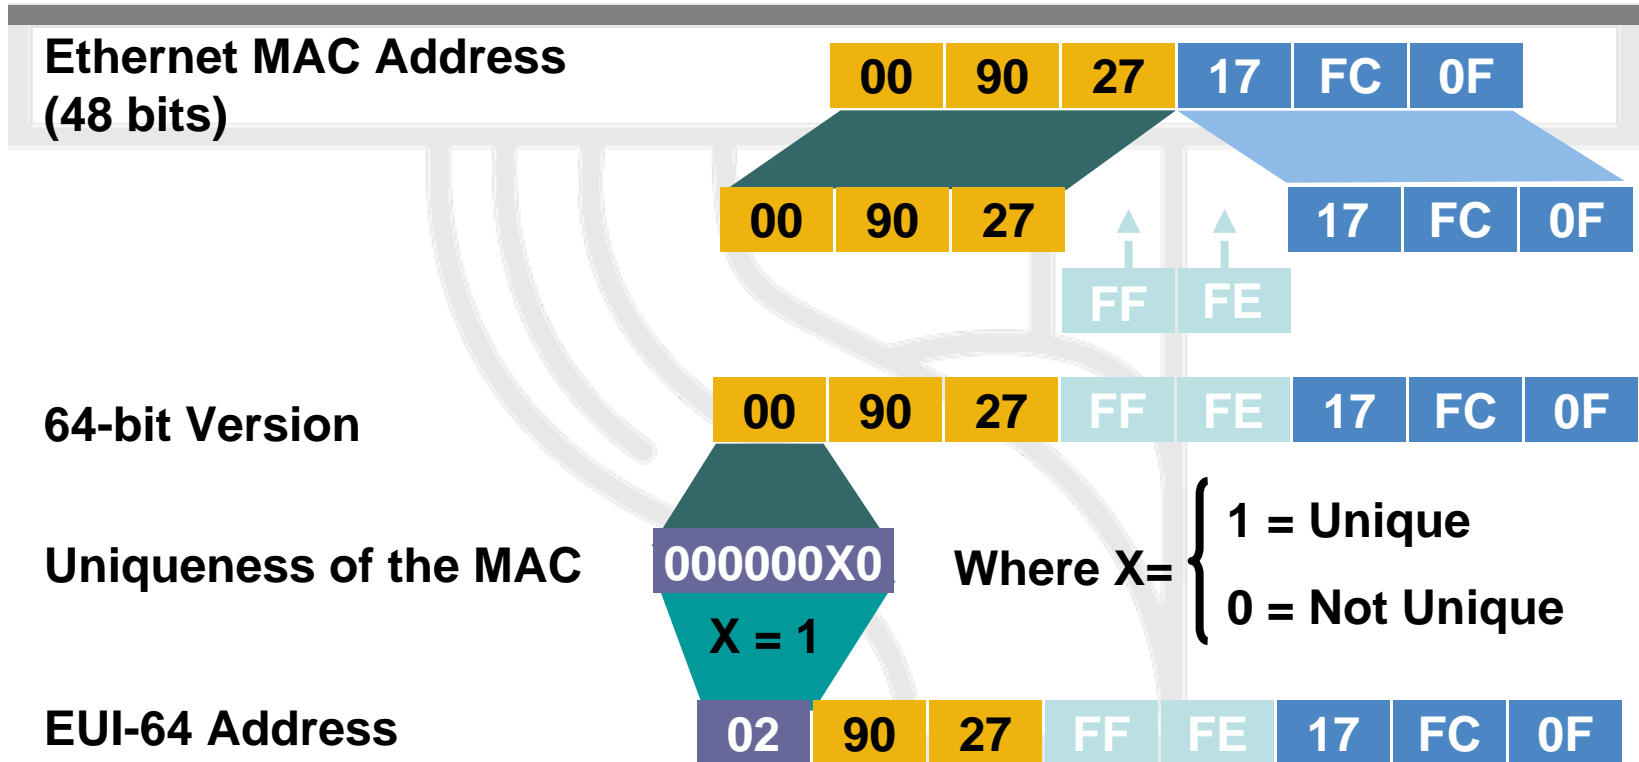 Ethernet MAC Address
(48 bits)
00 90 27 17 FC 0F
00 90 27 17 FC 0F
FF FE
64-bit Version
00 90 27 FF FE 17 FC 0F
Uniqueness of the MAC
000000X0
Where X=
1 = Unique
0 = Not Unique
X = 1
EUI-64 Address
02 90 27 FF FE 17 FC 0F